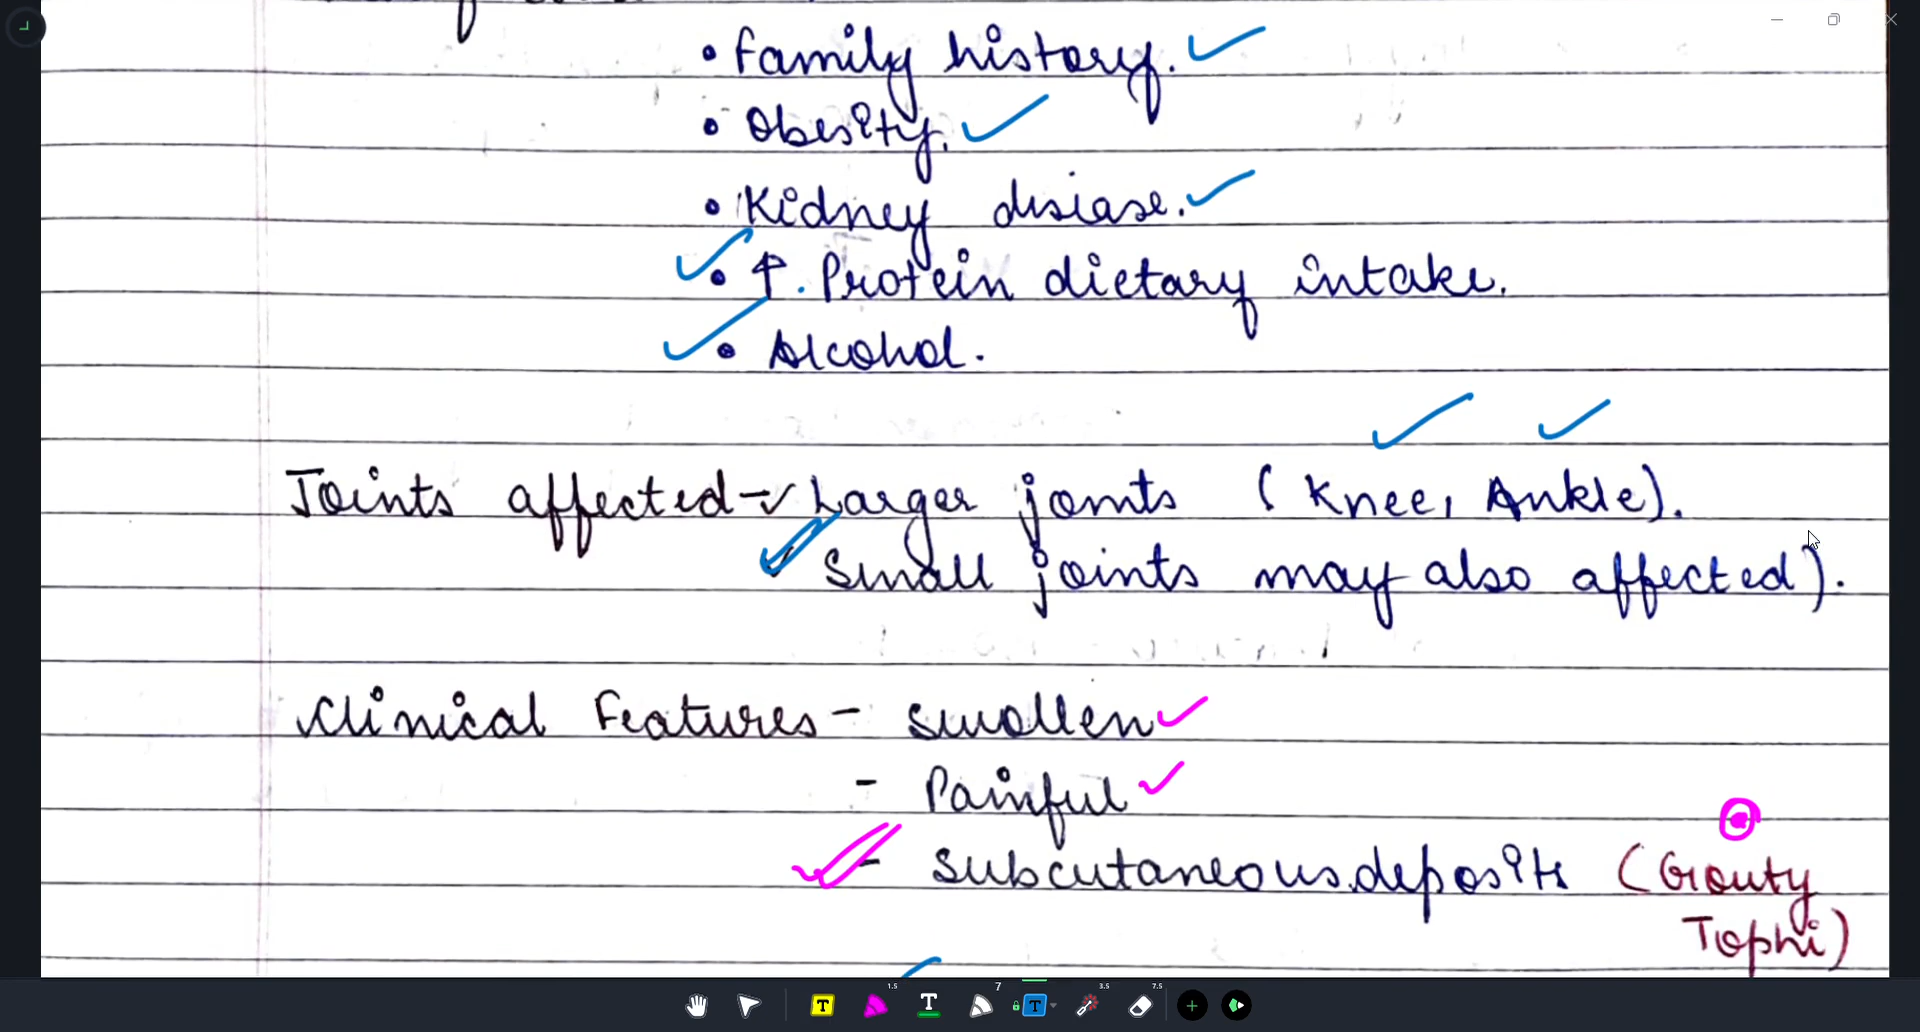 • Family history.
• Obesity.
• Kidney disiase.
• ↑. Protein dietary intake.
• Alcohol.
Joints affected - ✓ Larger joints ( Knee, Ankle).
✓ Small joints may also affected).
Clinical Features - swollen
- Painful
- subcutaneous deposits (Gouty
Tophi)